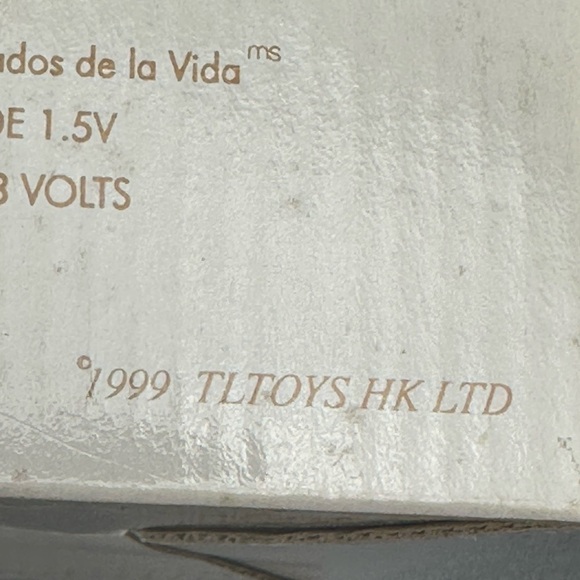 ados de la Vida ms
DE 1.5V
3 VOLTS
©1999 TLTOYS HK LTD